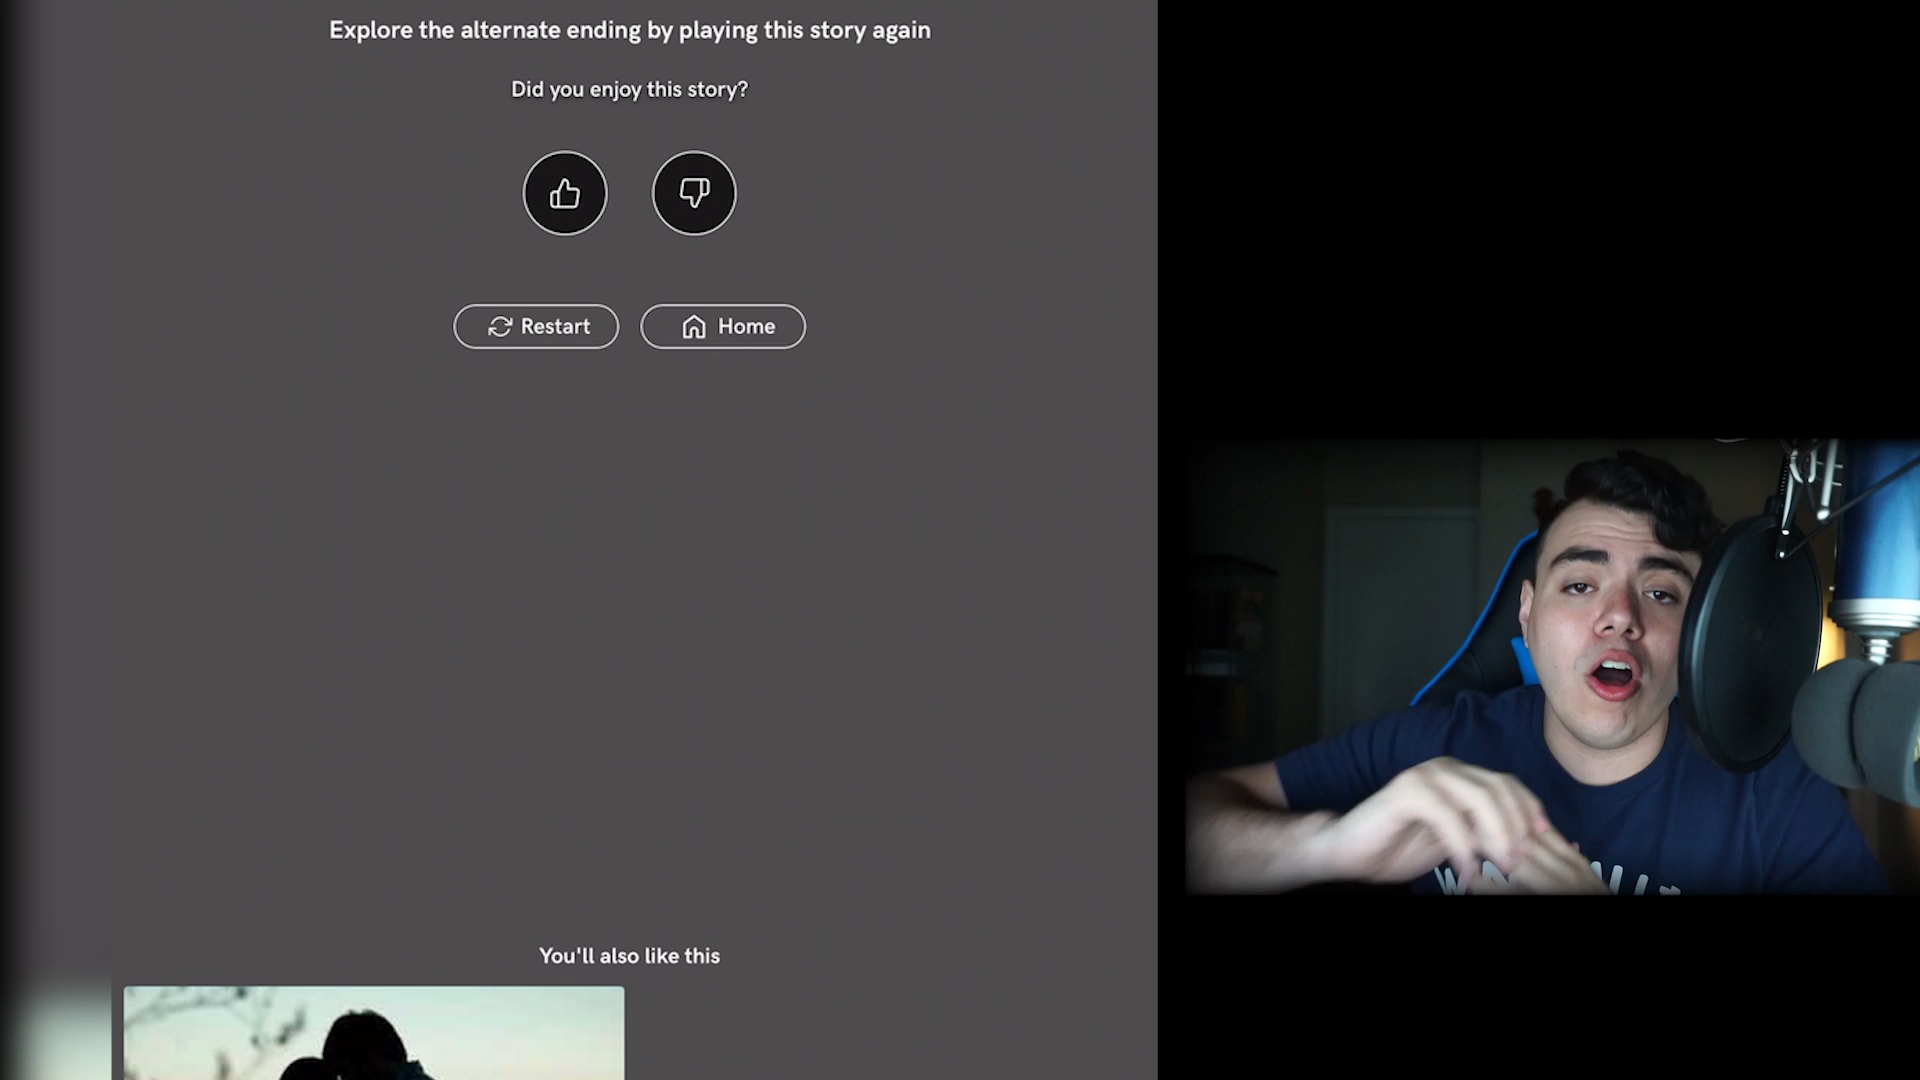 Explore the alternate ending by playing this story again
Did you enjoy this story?
Restart
Home
You'll also like this